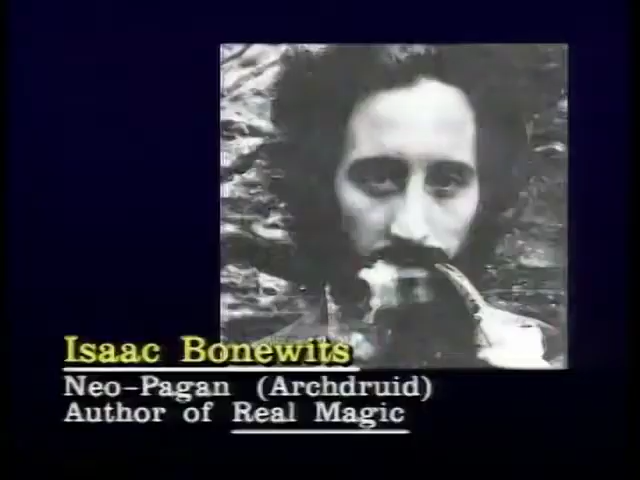 Isaac Bonewits
Neo-Pagan (Archdruid)
Author of Real Magic